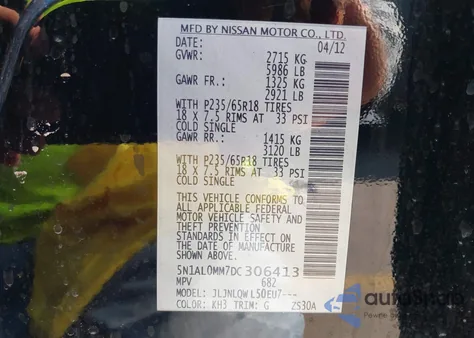 MFD BY NISSAN MOTOR CO., LTD.
DATE: 04/12
GVWR: 2715 KG
5986 LB
GAWR FR.: 1325 KG
2921 LB
WITH P235/65R18 TIRES
18 X 7.5 RIMS AT 33 PSI
COLD SINGLE
GAWR RR.: 1415 KG
3120 LB
WITH P235/65R18 TIRES
18 X 7.5 RIMS AT 33 PSI
COLD SINGLE
THIS VEHICLE CONFORMS TO
ALL APPLICABLE FEDERAL
MOTOR VEHICLE SAFETY AND
THEFT PREVENTION
STANDARDS IN EFFECT ON
THE DATE OF MANUFACTURE
SHOWN ABOVE.
5N1AL0MM7DC306413
MPV 682
MODEL: JLJNLQWL50EU7---
COLOR: KH3 TRIM: G ZS30A